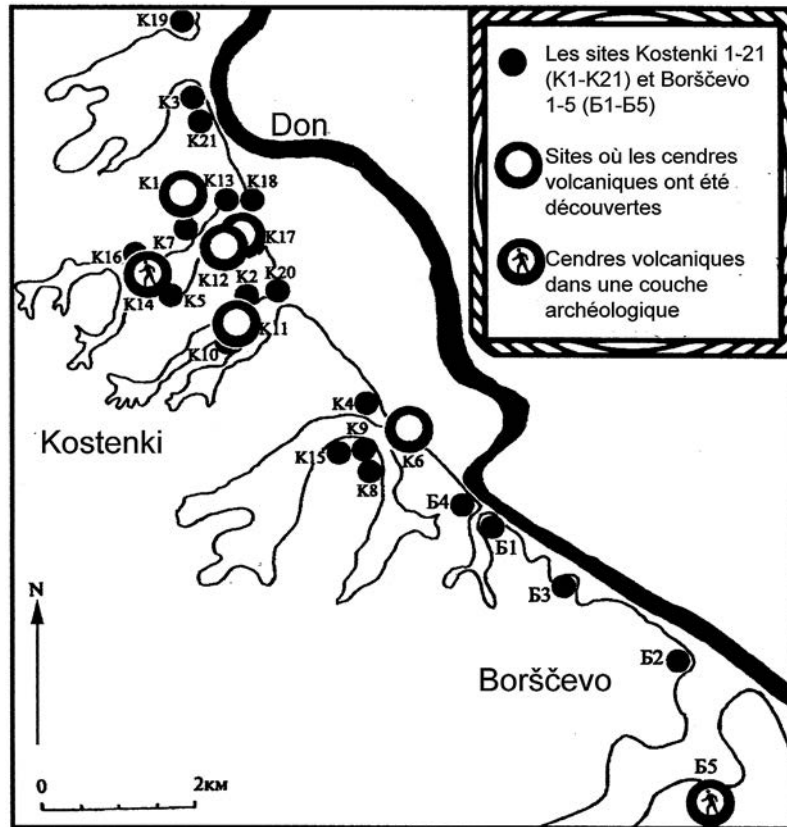 K19
K3
K21
Don
K1
K13
K18
K7
K17
K16
K12
K14
K5
K2
K20
K11
K10
Kostenki
K4
K9
K15
K8
K6
Б4
Б1
Б3
Б2
Borščevo
Б5
N
0
2км
Les sites Kostenki 1-21
(K1-K21) et Borščevo
1-5 (Б1-Б5)
Sites où les cendres
volcaniques ont été
découvertes
Cendres volcaniques
dans une couche
archéologique